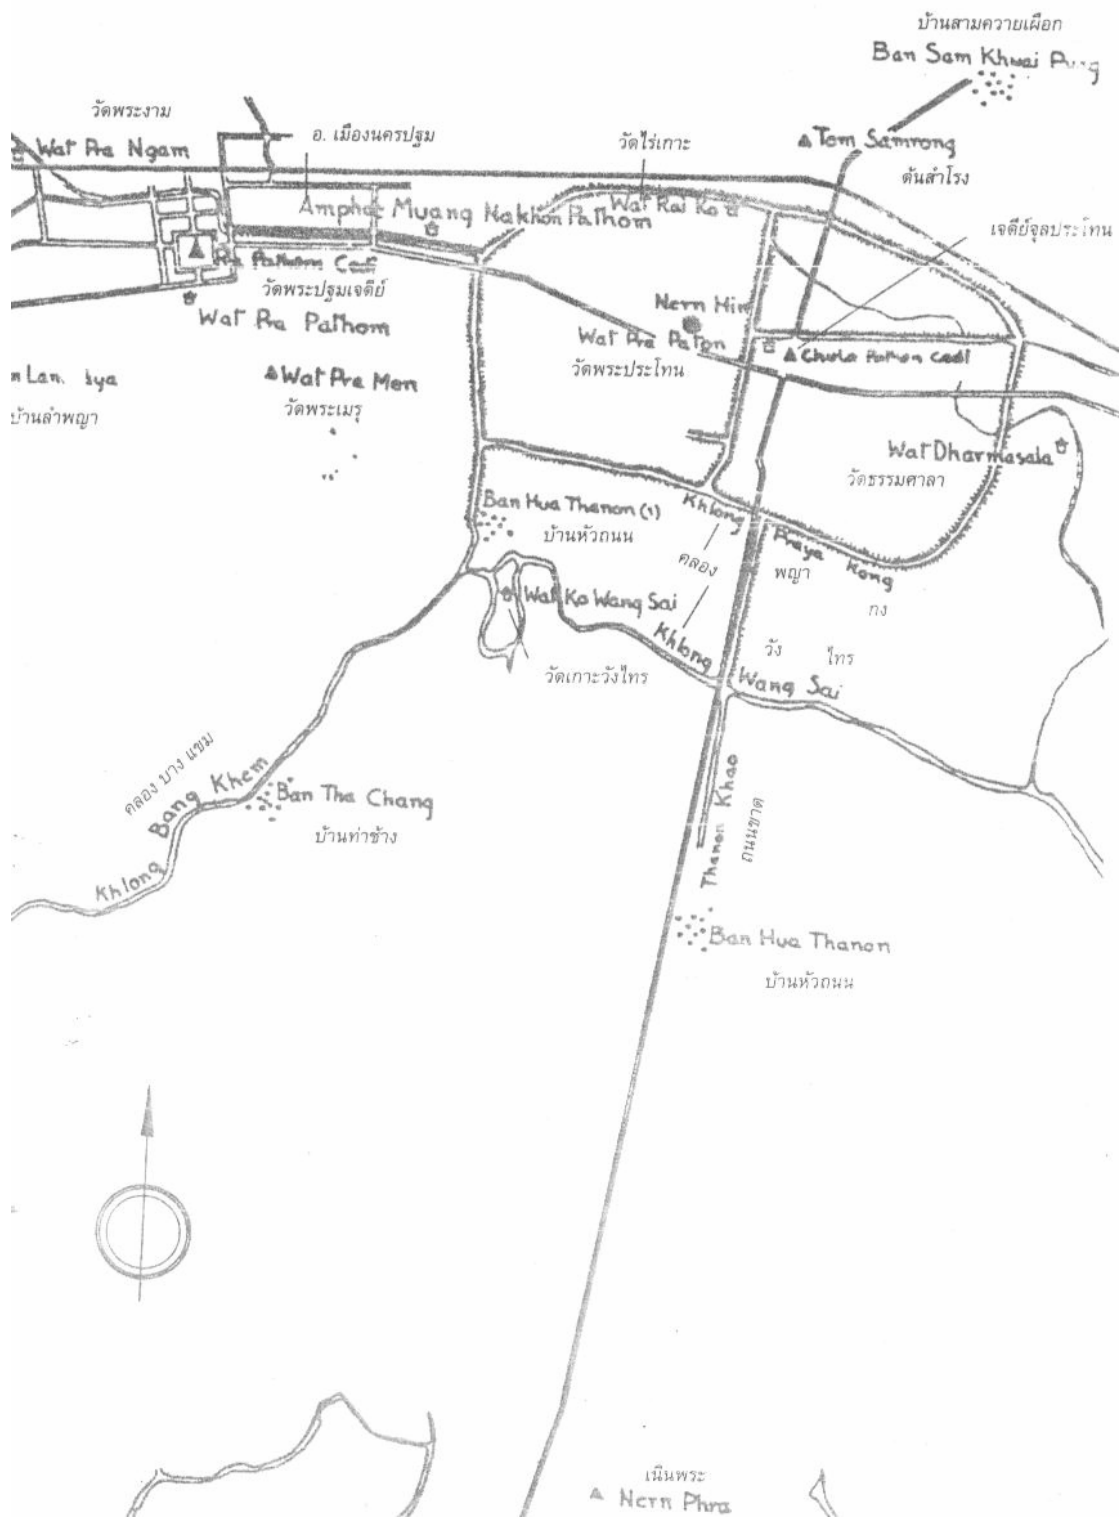 บ้านสามควายเผือก
Ban Sam Khwai
วัดพระงาม
Wat Pra Ngam
อ. เมืองนครปฐม
วัดไร่เกาะ
Tom Samrong
ต้นสำโรง
Amphoe Muang Nakhon Pathom
Wat Rai Ko
เจดีย์จุลประโทน
Pra Pathom Cedi
วัดพระปฐมเจดีย์
Wat Pra Pathom
Nern Hin
Wat Pra Paton
วัดพระประโทน
Chula Pathon Cedi
บ้านลำพญา
Wat Pra Men
วัดพระเมรุ
Wat Dharmasala
วัดธรรมศาลา
Ban Hua Thanon (1)
บ้านหัวถนน
Khlong Praya Kong
คลอง พญา กง
Wat Ko Wang Sai
วัดเกาะวังไทร
Khlong Wang Sai
วัง ไทร
คลอง บาง แขม
Khlong Bang Khem
Ban Tha Chang
บ้านท่าช้าง
Thanon Khao
ถนนขาด
Ban Hua Thanon
บ้านหัวถนน
เนินพระ
Nern Phra